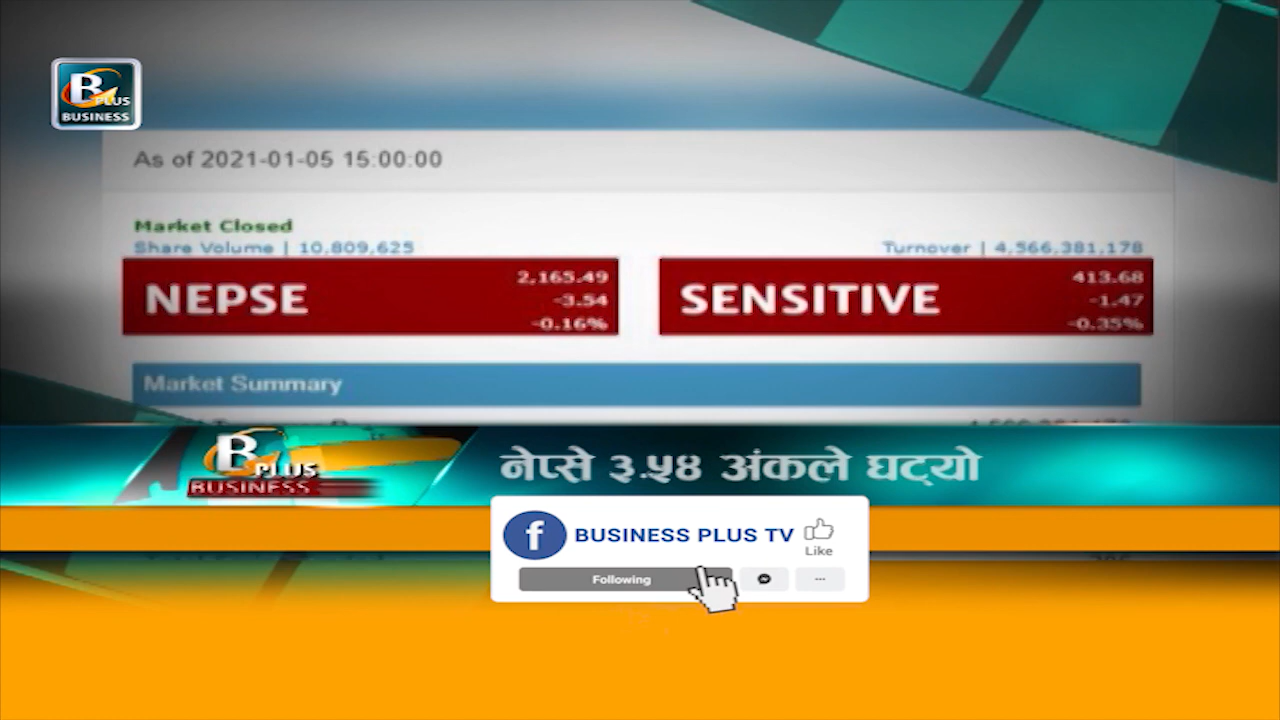 B PLUS
BUSINESS
As of 2021-01-05 15:00:00
Market Closed
Share Volume | 10,809,625
Turnover | 4,566,381,178
NEPSE
2,165.49
-3.54
-0.16%
SENSITIVE
413.68
-1.47
-0.35%
Market Summary
B PLUS
BUSINESS
नेप्से ३.५४ अंकले घट्यो
f BUSINESS PLUS TV
Like
Following
...